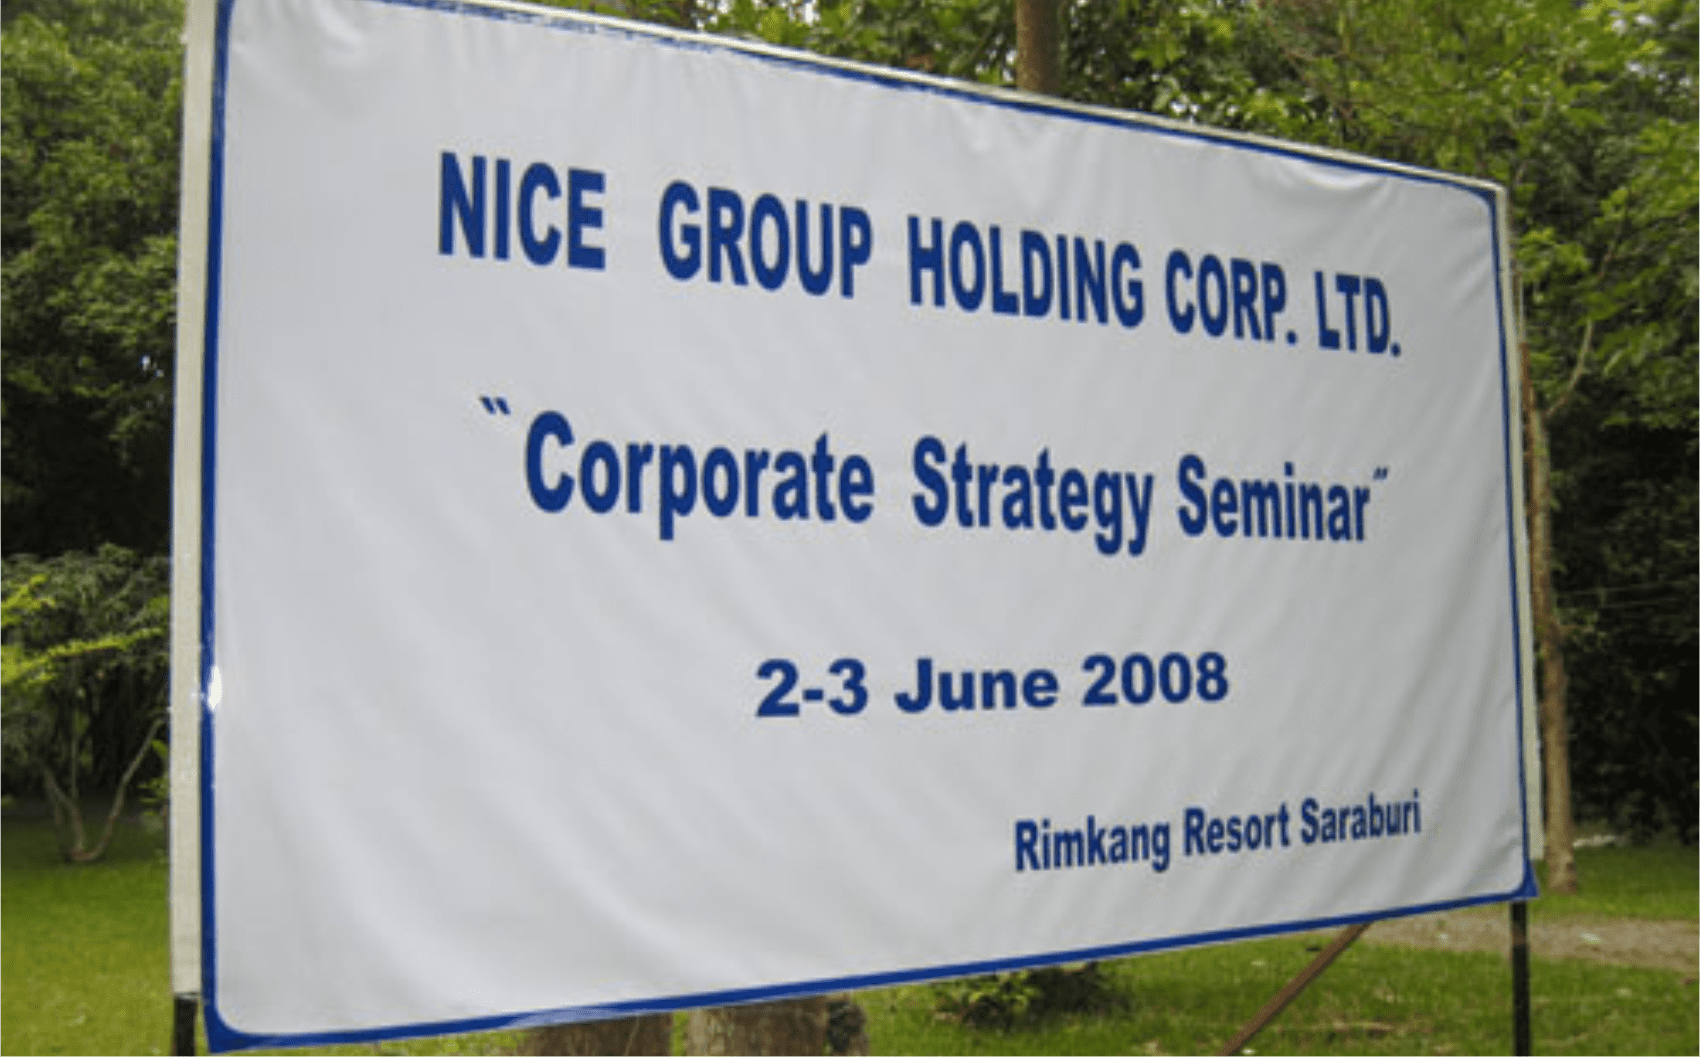 NICE GROUP HOLDING CORP. LTD.
"Corporate Strategy Seminar"
2-3 June 2008
Rimkang Resort Saraburi